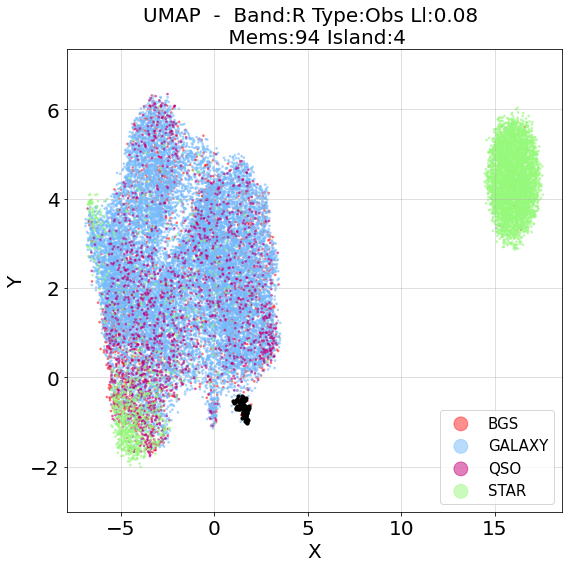 UMAP - Band:R Type:Obs Ll:0.08
Mems:94 Island:4
6
4
2
0
−2
Y
−5 0 5 10 15
X
BGS
GALAXY
QSO
STAR